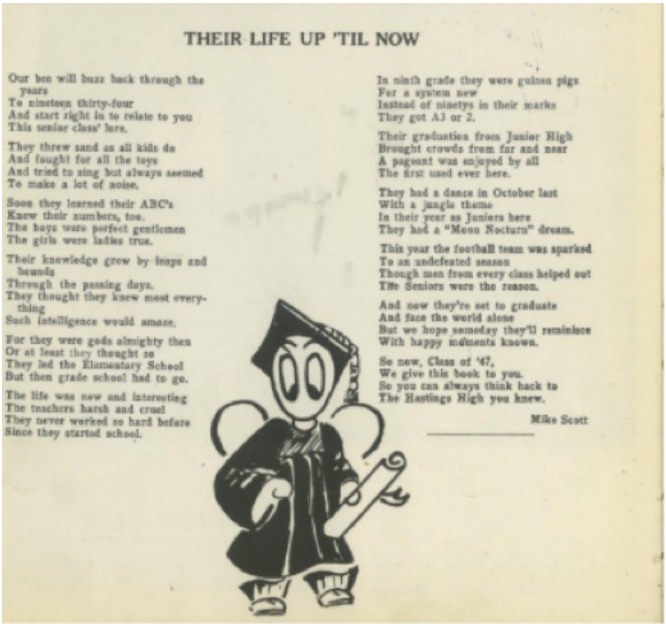 THEIR LIFE UP 'TIL NOW
Our bee will buzz back through the
years
To nineteen thirty-four
And start right in to relate to you
This senior class' lore.
They threw sand as all kids do
And fought for all the toys
And tried to sing but always seemed
To make a lot of noise.
Soon they learned their ABC's
Knew their numbers, too.
The boys were perfect gentlemen
The girls were ladies true.
Their knowledge grew by leaps and
bounds
Through the passing days.
They thought they knew most every-
thing
Such intelligence would amaze.
For they were gods almighty then
Or at least they thought so
They led the Elementary School
But then grade school had to go.
The life was new and interesting
The teachers harsh and cruel
They never worked so hard before
Since they started school.
In ninth grade they were guinea pigs
For a system new
Instead of ninetys in their marks
They got A3 or 2.
Their graduation from Junior High
Brought crowds from far and near
A pageant was enjoyed by all
The first used ever here.
They had a dance in October last
With a jungle theme
In their year as Juniors here
They had a "Moon Nocturn" dream.
This year the football team was sparked
To an undefeated season
Though men from every class helped out
The Seniors were the reason.
And now they're set to graduate
And face the world alone
But we hope someday they'll reminisce
With happy moments known.
So now, Class of '47,
We give this book to you.
So you can always think back to
The Hastings High you knew.
Mike Scott